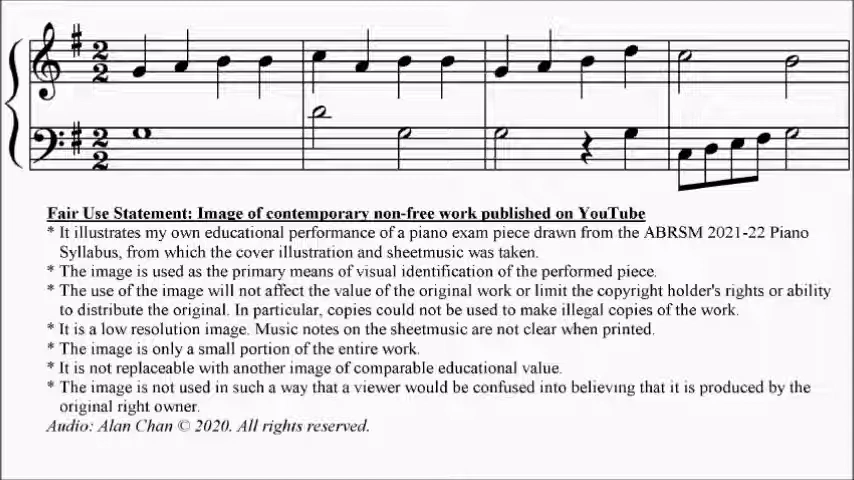 2
2
2
2
Fair Use Statement: Image of contemporary non-free work published on YouTube
* It illustrates my own educational performance of a piano exam piece drawn from the ABRSM 2021-22 Piano
Syllabus, from which the cover illustration and sheetmusic was taken.
* The image is used as the primary means of visual identification of the performed piece.
* The use of the image will not affect the value of the original work or limit the copyright holder's rights or ability
to distribute the original. In particular, copies could not be used to make illegal copies of the work.
* It is a low resolution image. Music notes on the sheetmusic are not clear when printed.
* The image is only a small portion of the entire work.
* It is not replaceable with another image of comparable educational value.
* The image is not used in such a way that a viewer would be confused into believing that it is produced by the
original right owner.
Audio: Alan Chan © 2020. All rights reserved.